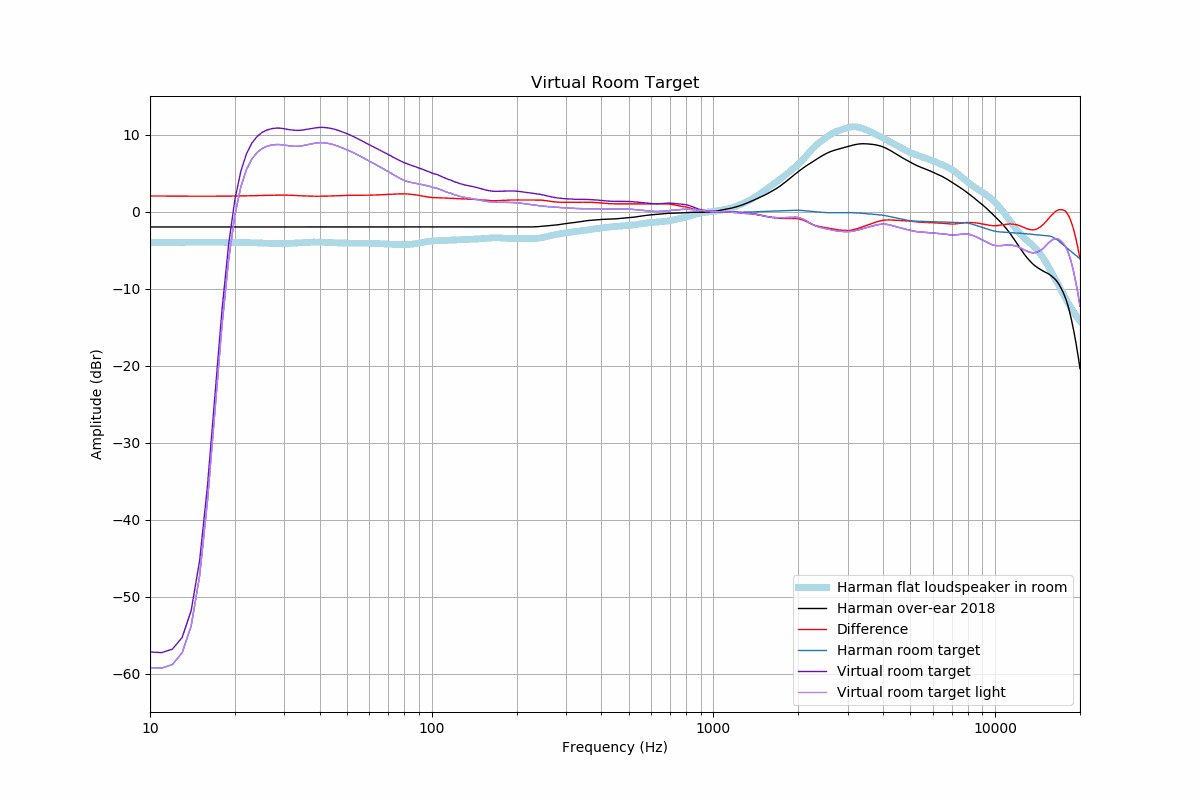 Virtual Room Target
Amplitude (dBr)
10
0
−10
−20
−30
−40
−50
−60
Harman flat loudspeaker in room
Harman over-ear 2018
Difference
Harman room target
Virtual room target
Virtual room target light
10
100
1000
10000
Frequency (Hz)